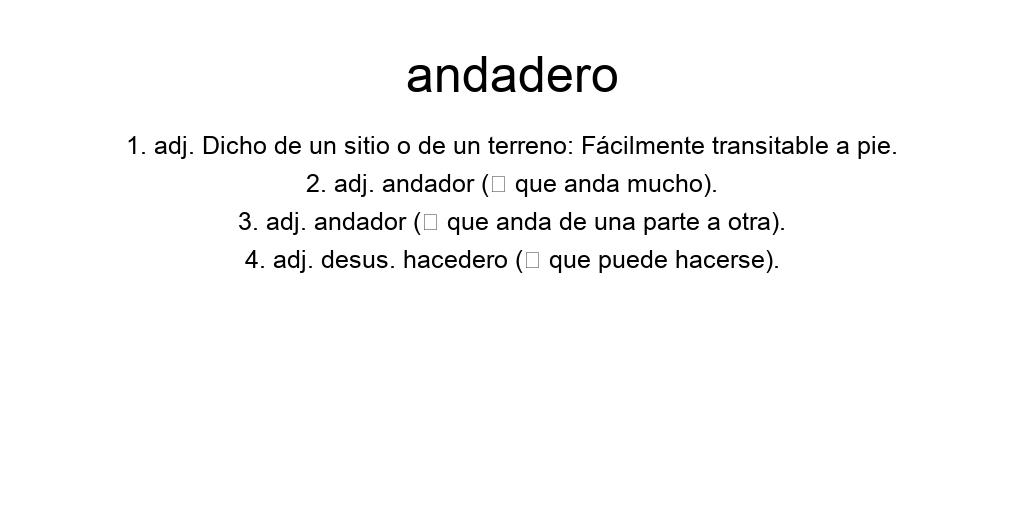 andadero
1. adj. Dicho de un sitio o de un terreno: Fácilmente transitable a pie.
2. adj. andador (□ que anda mucho).
3. adj. andador (□ que anda de una parte a otra).
4. adj. desus. hacedero (□ que puede hacerse).